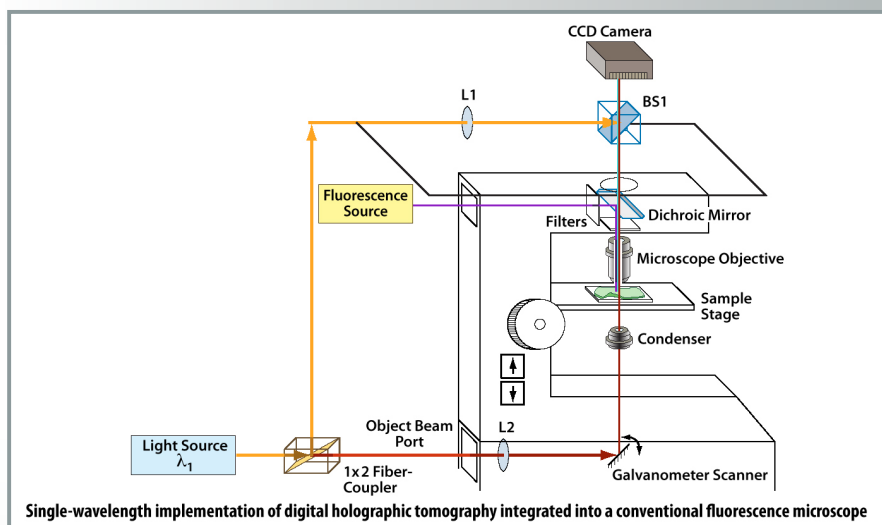 CCD Camera
L1
BS1
Fluorescence
Source
Filters
Dichroic Mirror
Microscope Objective
Sample
Stage
Condenser
Object Beam
Port
L2
Light Source
λ1
1x2 Fiber-
Coupler
Galvanometer Scanner
Single-wavelength implementation of digital holographic tomography integrated into a conventional fluorescence microscope